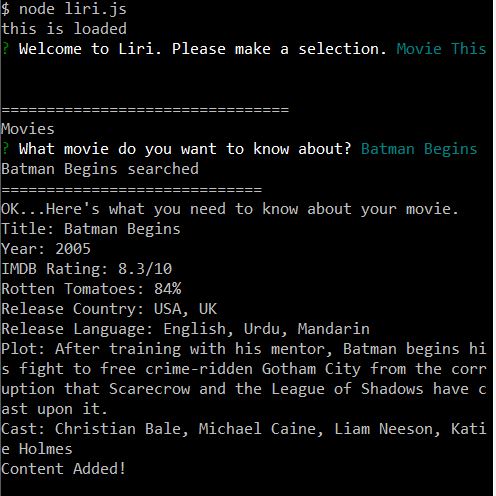 $ node liri.js
this is loaded
? Welcome to Liri. Please make a selection. Movie This
================================
Movies
? What movie do you want to know about? Batman Begins
Batman Begins searched
=============================
OK...Here's what you need to know about your movie.
Title: Batman Begins
Year: 2005
IMDB Rating: 8.3/10
Rotten Tomatoes: 84%
Release Country: USA, UK
Release Language: English, Urdu, Mandarin
Plot: After training with his mentor, Batman begins hi
s fight to free crime-ridden Gotham City from the corr
uption that Scarecrow and the League of Shadows have c
ast upon it.
Cast: Christian Bale, Michael Caine, Liam Neeson, Kati
e Holmes
Content Added!